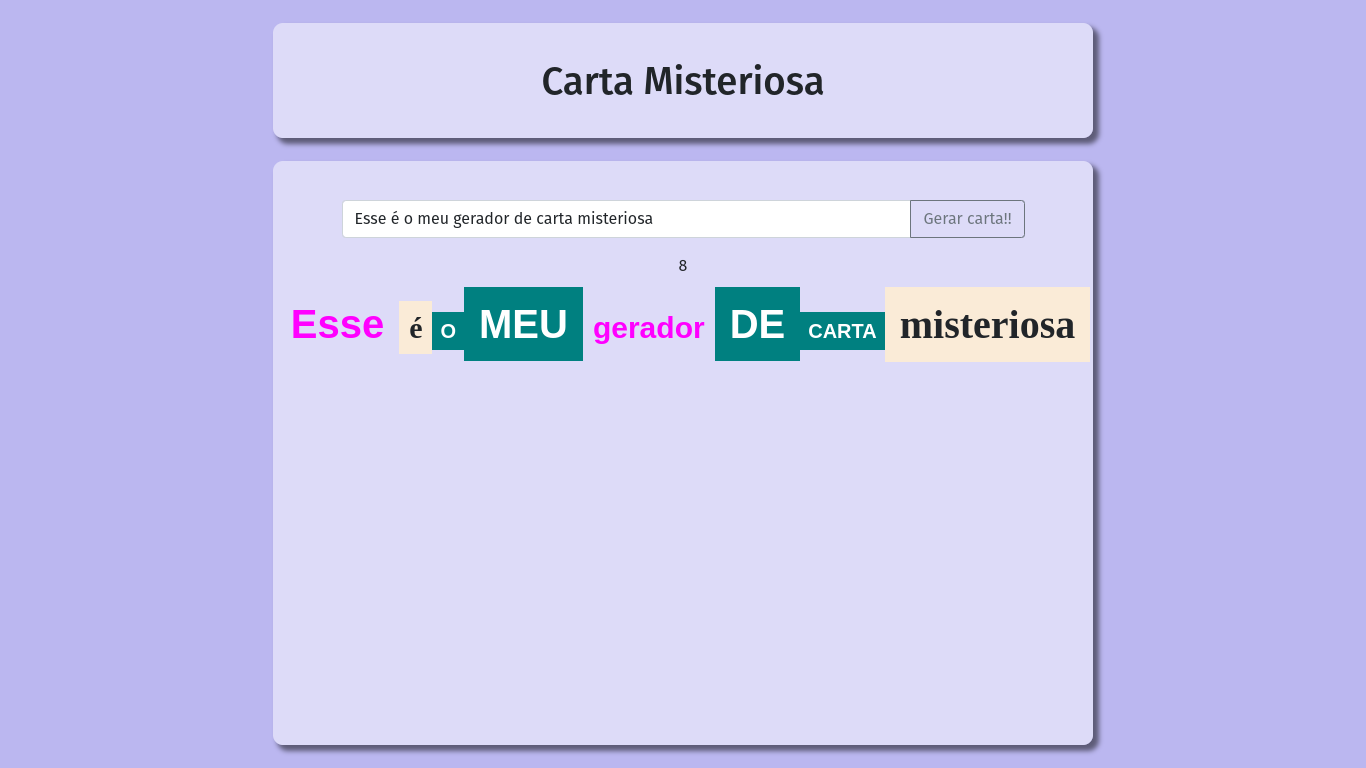 Carta Misteriosa
Esse é o meu gerador de carta misteriosa
Gerar carta!!
8
Esse é O MEU gerador DE CARTA misteriosa